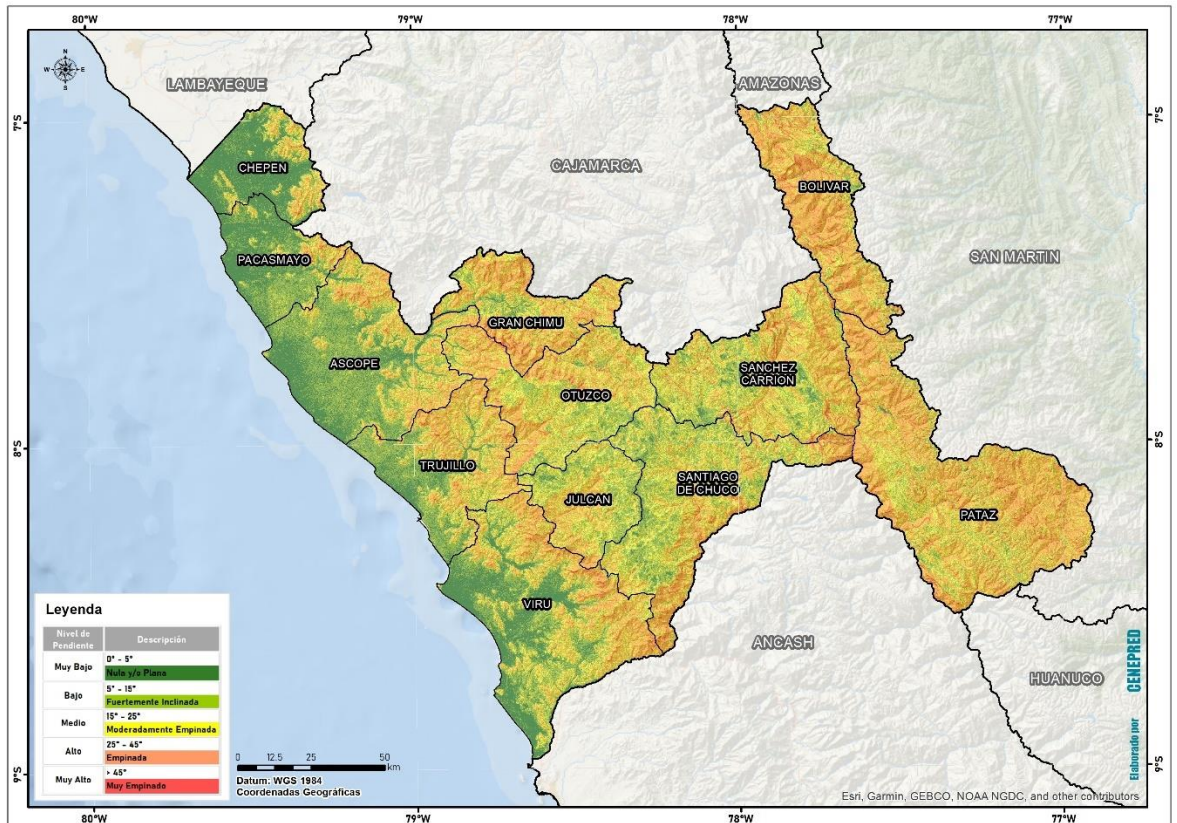 80°W
79°W
78°W
77°W
N
W
E
S
LAMBAYEQUE
AMAZONAS
7°S
7°S
CHEPEN
CAJAMARCA
BOLIVAR
SAN MARTIN
PACASMAYO
GRAN CHIMU
ASCOPE
SANCHEZ
CARRION
OTUZCO
8°S
8°S
TRUJILLO
SANTIAGO
DE CHUCO
JULCAN
PATAZ
VIRU
ANCASH
HUANUCO
Leyenda
Nivel de Pendiente
Descripción
Muy Bajo
0° - 5°
Nulo y/o Plano
Bajo
5° - 15°
Fuertemente Inclinada
Medio
15° - 25°
Moderadamente Empinada
Alto
25° - 45°
Empinada
Muy Alto
> 45°
Muy Empinado
0 12.5 25 50
km
Datum: WGS 1984
Coordenadas Geográficas
Elaborado por CENEPRED
9°S
9°S
Esri, Garmin, GEBCO, NOAA NGDC, and other contributors
80°W
79°W
78°W
77°W